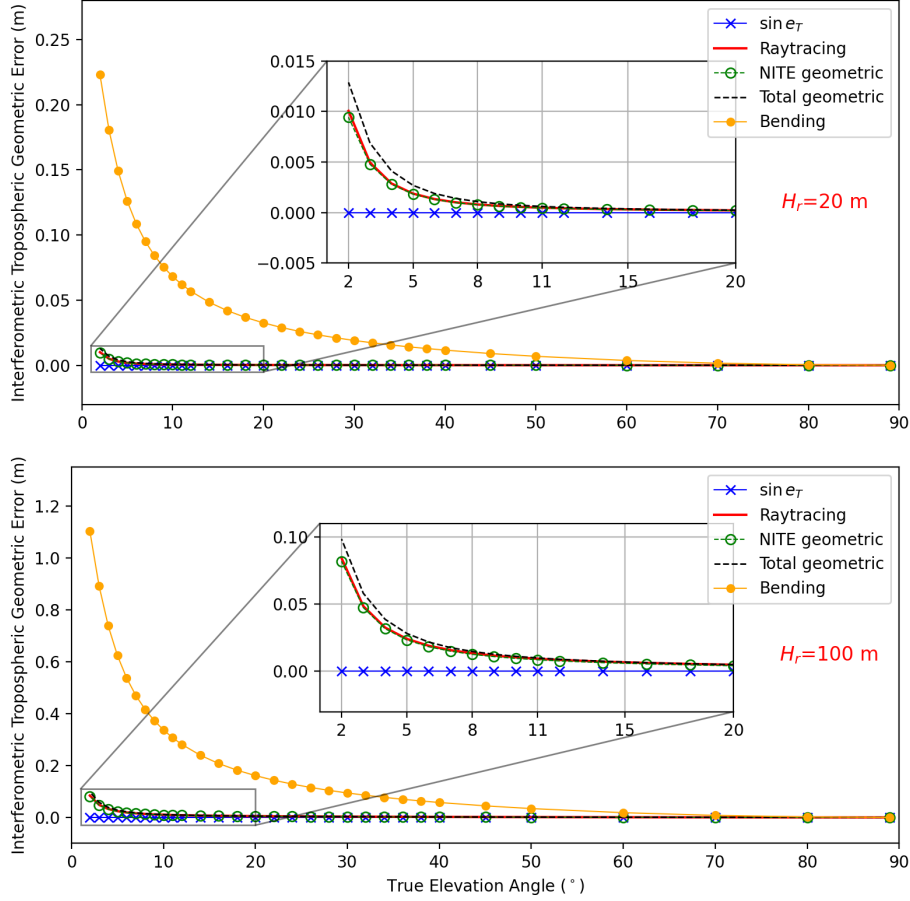 Interferometric Tropospheric Geometric Error (m)
0.25
0.20
0.15
0.10
0.05
0.00
0.015
0.010
0.005
0.000
−0.005
2 5 8 11 15 20
sin e_T
Raytracing
NITE geometric
Total geometric
Bending
H_r=20 m
0 10 20 30 40 50 60 70 80 90
Interferometric Tropospheric Geometric Error (m)
1.2
1.0
0.8
0.6
0.4
0.2
0.0
0.10
0.05
0.00
2 5 8 11 15 20
sin e_T
Raytracing
NITE geometric
Total geometric
Bending
H_r=100 m
0 10 20 30 40 50 60 70 80 90
True Elevation Angle (°)